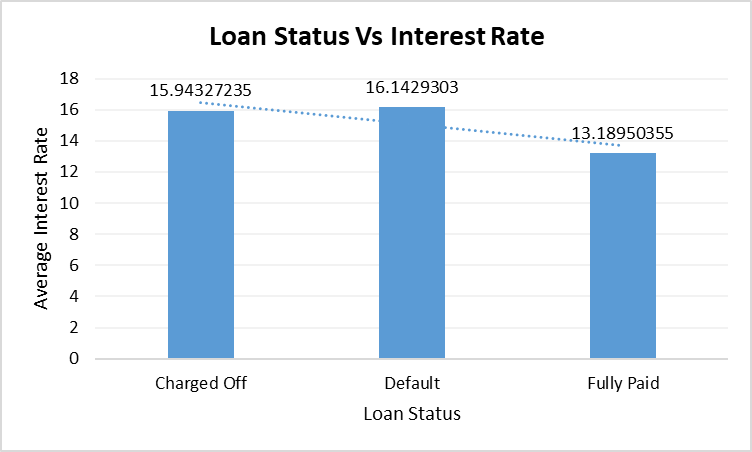 Loan Status Vs Interest Rate
18
16
14
12
10
8
6
4
2
0
Average Interest Rate
15.94327235
16.1429303
13.18950355
Charged Off
Default
Fully Paid
Loan Status